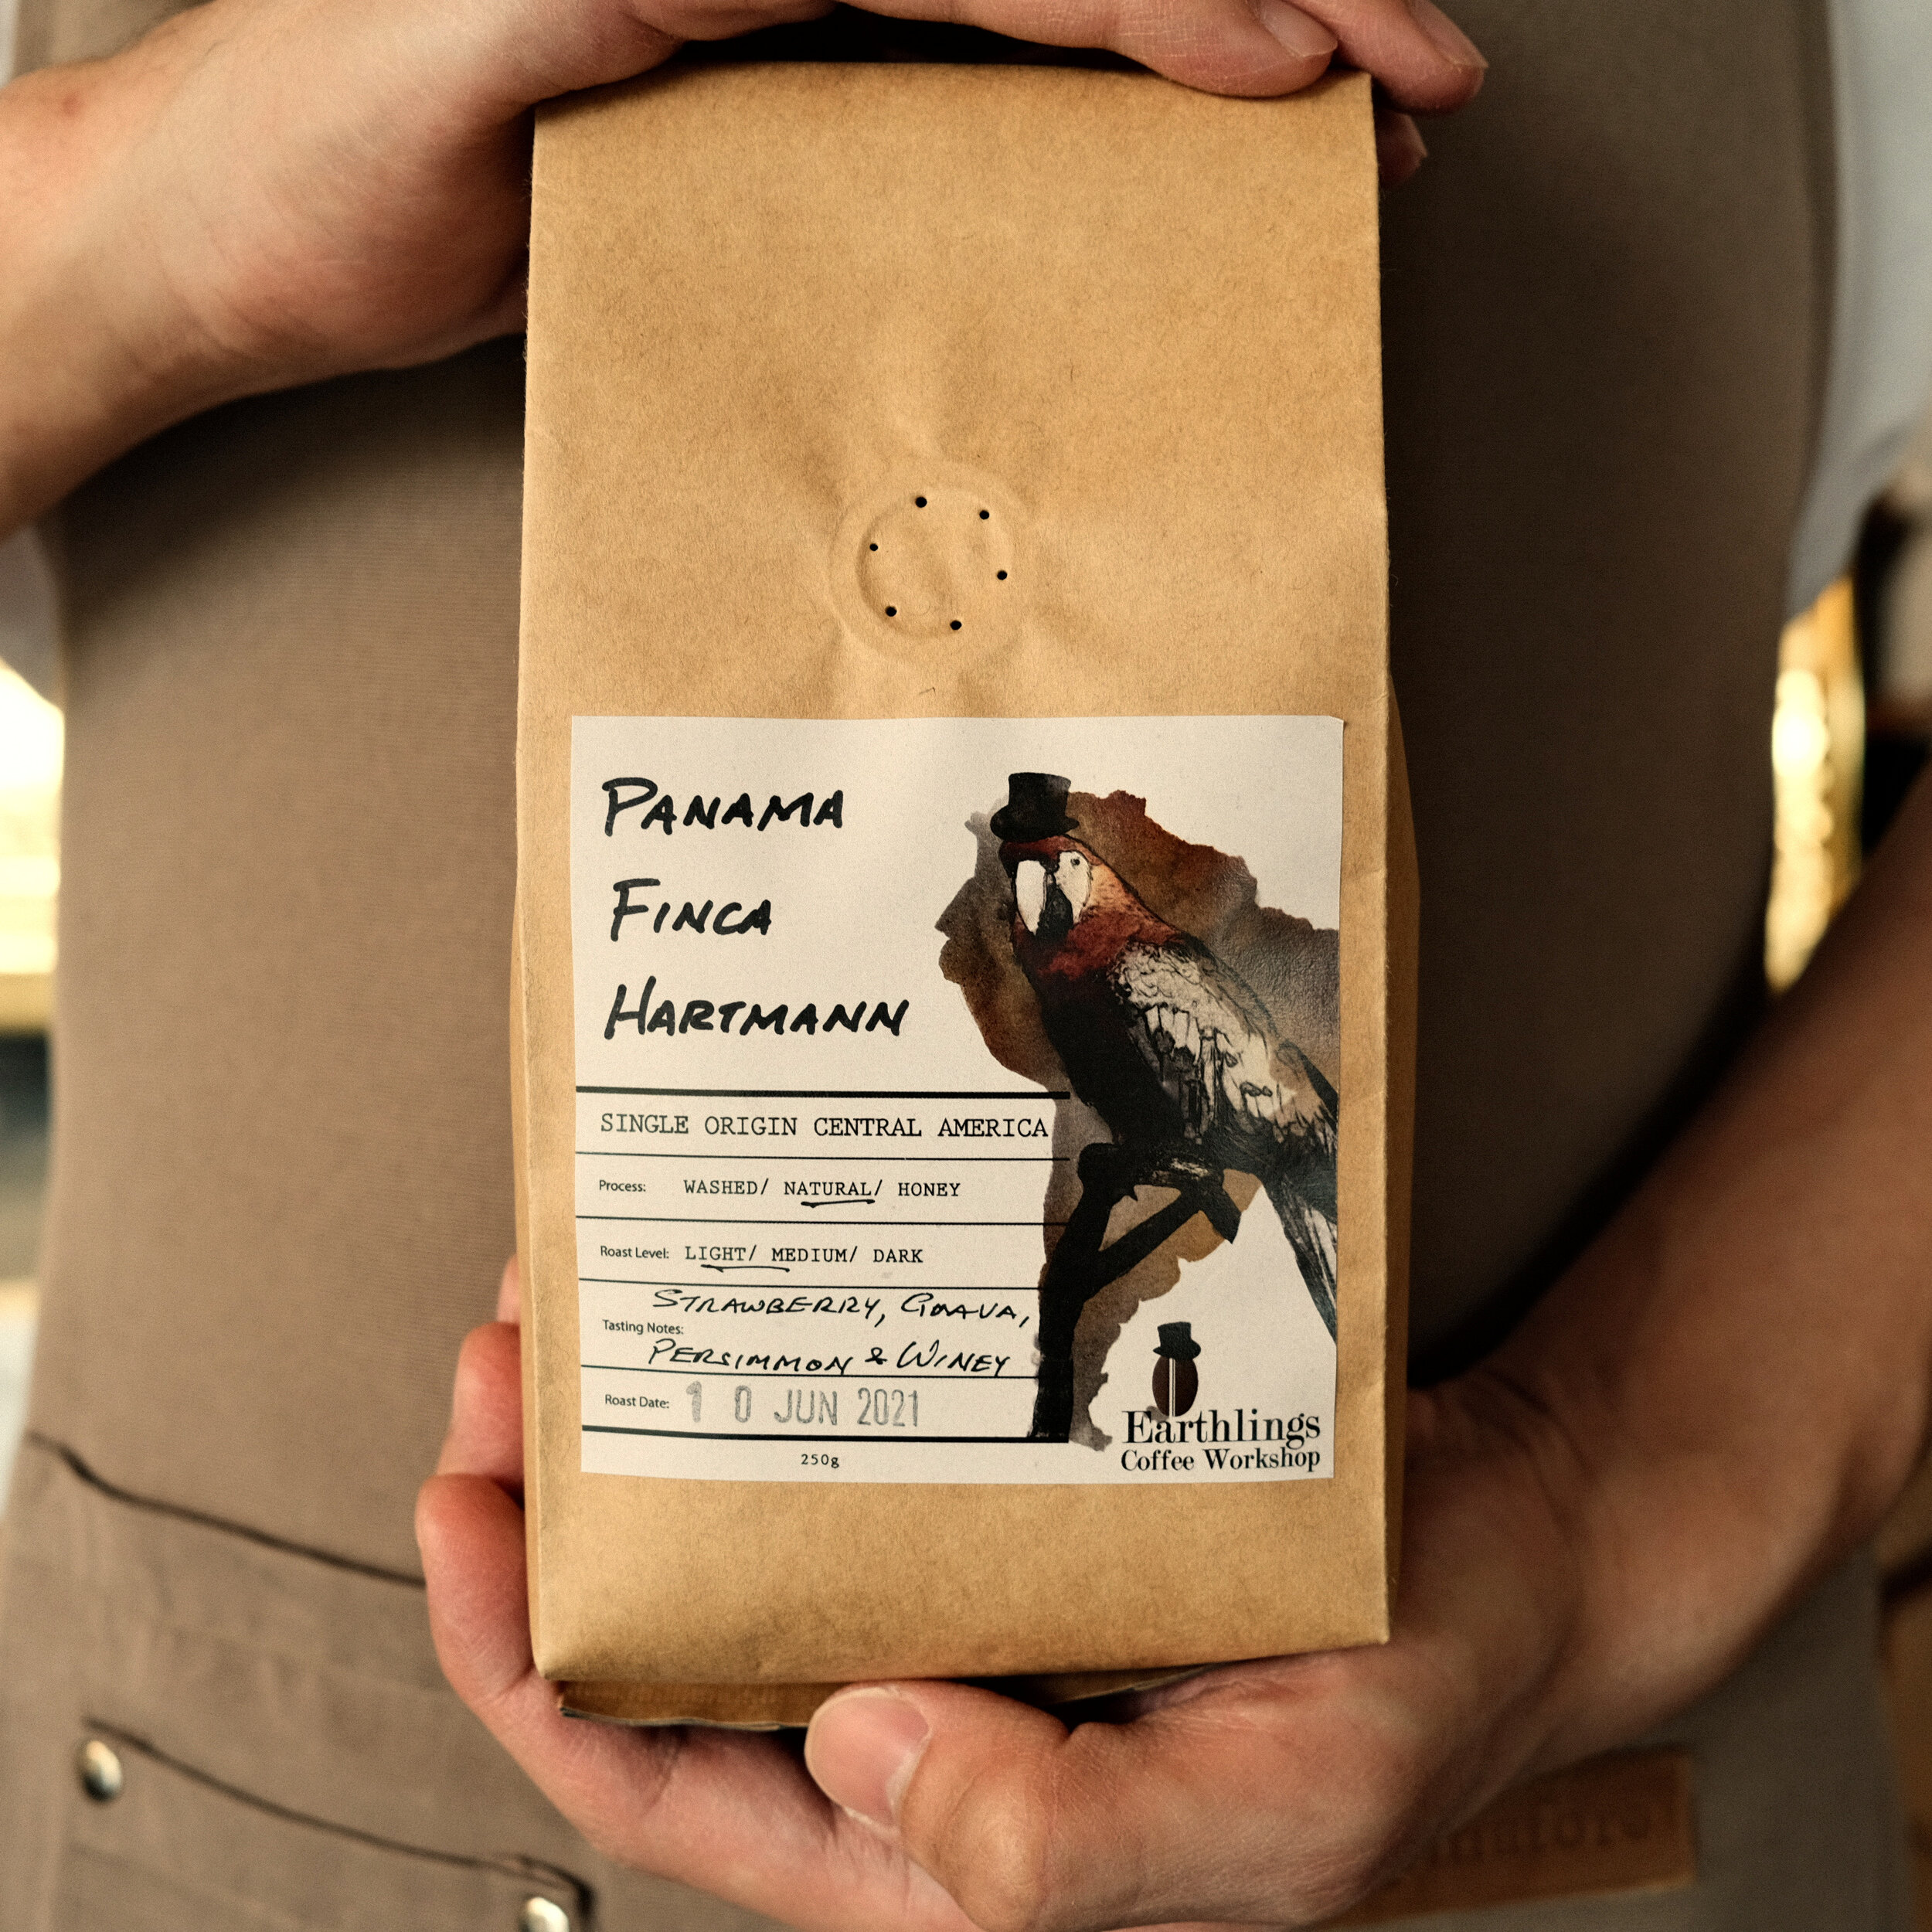 PANAMA
FINCA
HARTMANN
SINGLE ORIGIN CENTRAL AMERICA
Process: WASHED/ NATURAL/ HONEY
Roast Level: LIGHT/ MEDIUM/ DARK
Tasting Notes: STRAWBERRY, GUAVA,
PERSIMMON & WINEY
Roast Date: 10 JUN 2021
250g
Earthlings
Coffee Workshop